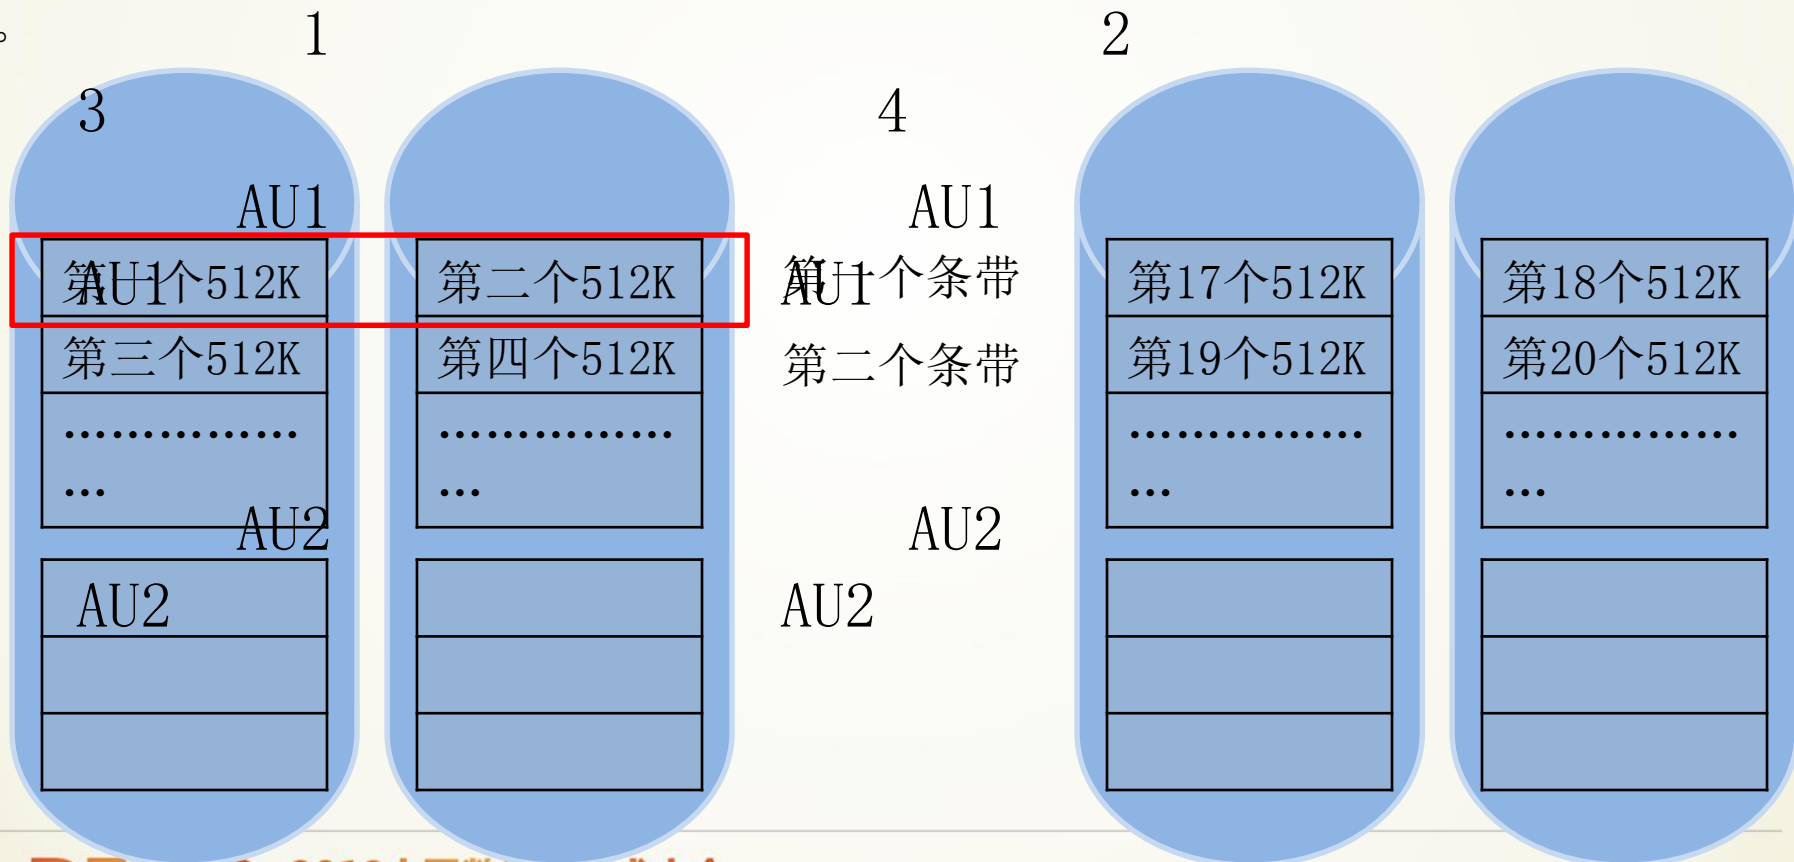 。
1 2
3 4
AU1 AU1
第一个512K 第二个512K 第一个条带 第17个512K 第18个512K
AU1 AU1
第三个512K 第四个512K 第二个条带 第19个512K 第20个512K
…………… …………… …………… ……………
… … … …
AU2 AU2
AU2 AU2